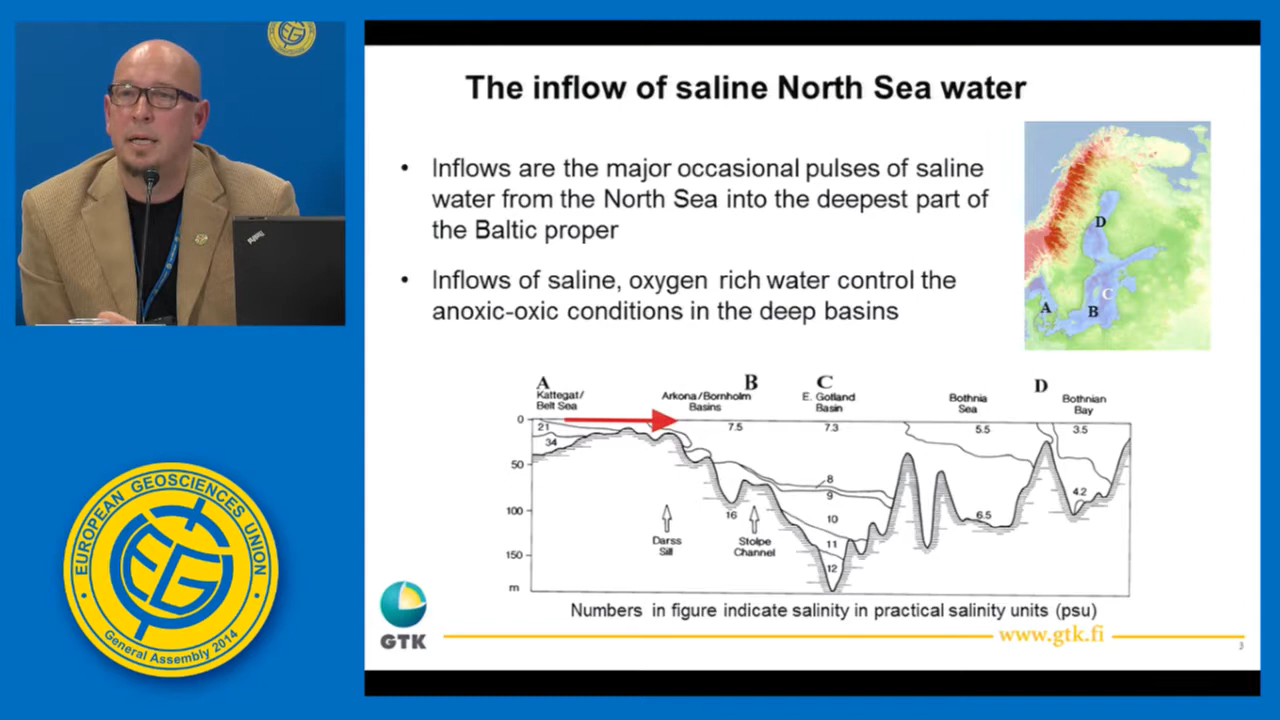 The inflow of saline North Sea water
• Inflows are the major occasional pulses of saline
water from the North Sea into the deepest part of
the Baltic proper
• Inflows of saline, oxygen rich water control the
anoxic-oxic conditions in the deep basins
D
C
A
B
A
B
C
D
Kattegat/
Belt Sea
Arkona/Bornholm
Basins
E. Gotland
Basin
Bothnia
Sea
Bothnian
Bay
0
21
7.5
7.3
5.5
3.5
34
50
8
9
4.2
100
16
10
6.5
Darss
Sill
Stolpe
Channel
11
150
12
m
Numbers in figure indicate salinity in practical salinity units (psu)
GTK
www.gtk.fi
3
EUROPEAN GEOSCIENCES UNION
EG
General Assembly 2014
ThinkPad